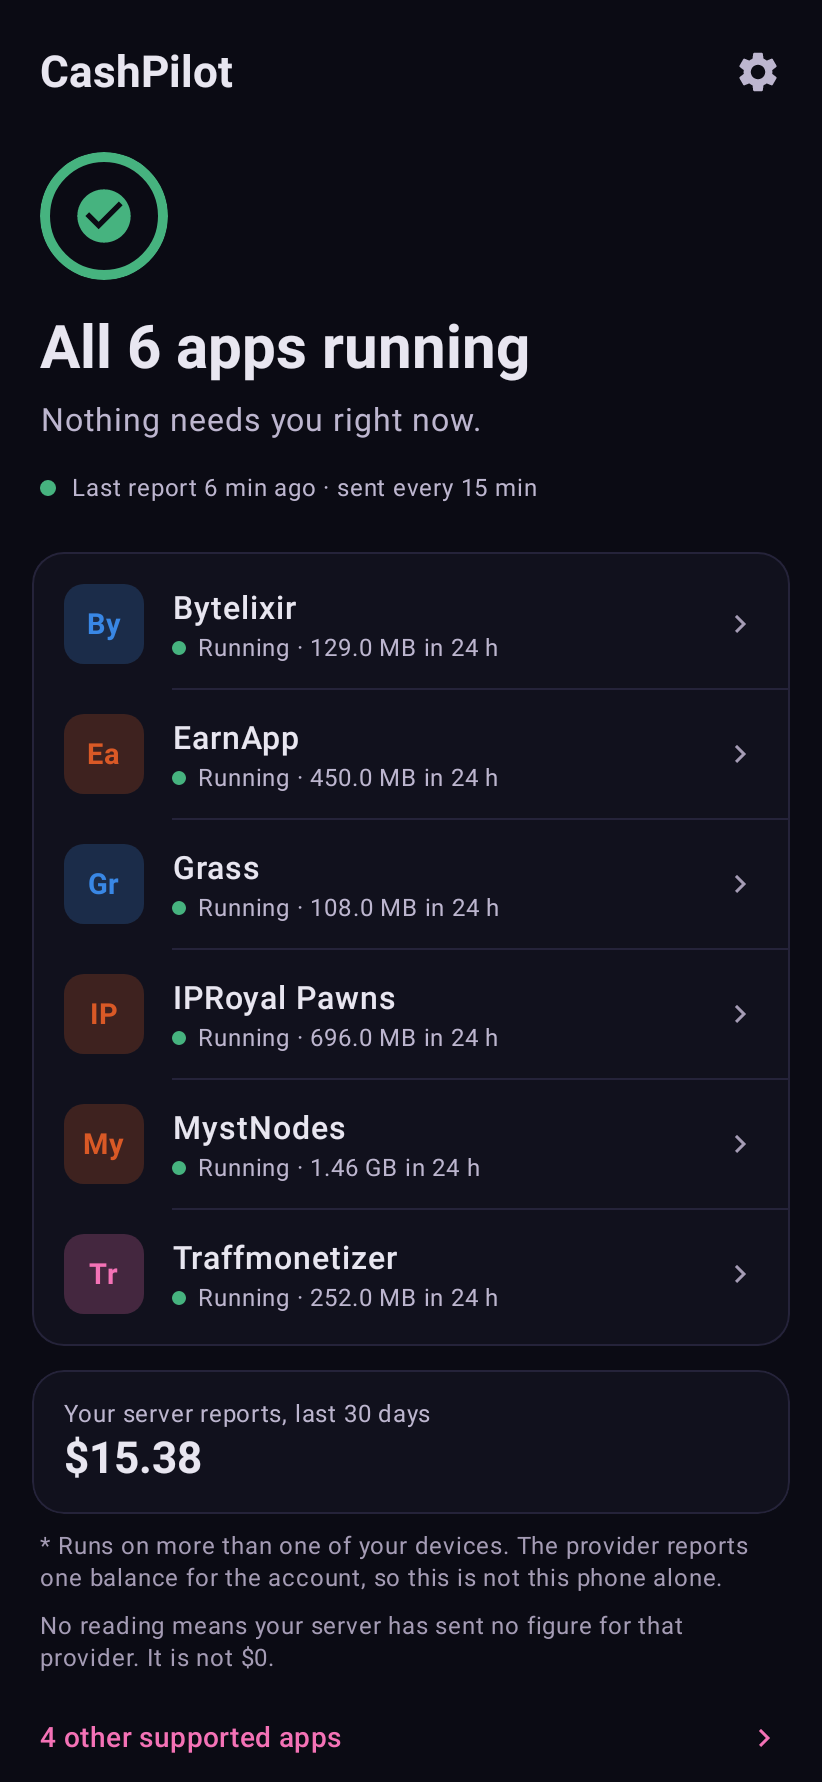 CashPilot
All 6 apps running
Nothing needs you right now.
Last report 6 min ago · sent every 15 min
By
Bytelixir
Running · 129.0 MB in 24 h
Ea
EarnApp
Running · 450.0 MB in 24 h
Gr
Grass
Running · 108.0 MB in 24 h
IP
IPRoyal Pawns
Running · 696.0 MB in 24 h
My
MystNodes
Running · 1.46 GB in 24 h
Tr
Traffmonetizer
Running · 252.0 MB in 24 h
Your server reports, last 30 days
$15.38
* Runs on more than one of your devices. The provider reports
one balance for the account, so this is not this phone alone.
No reading means your server has sent no figure for that
provider. It is not $0.
4 other supported apps